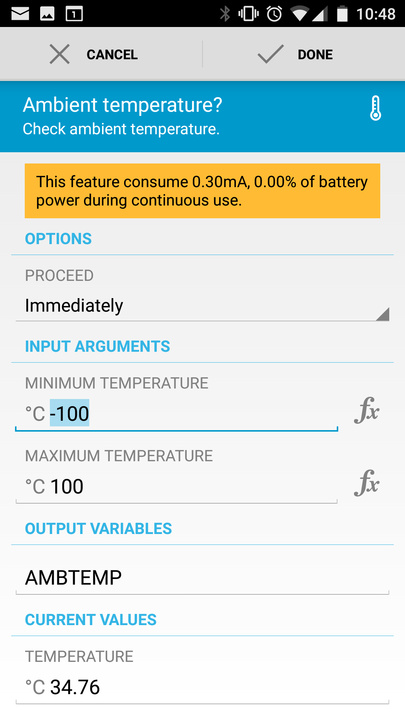 1
10:48
CANCEL
DONE
Ambient temperature?
Check ambient temperature.
This feature consume 0.30mA, 0.00% of battery
power during continuous use.
OPTIONS
PROCEED
Immediately
INPUT ARGUMENTS
MINIMUM TEMPERATURE
°C -100
fx
MAXIMUM TEMPERATURE
°C 100
fx
OUTPUT VARIABLES
AMBTEMP
CURRENT VALUES
TEMPERATURE
°C 34.76